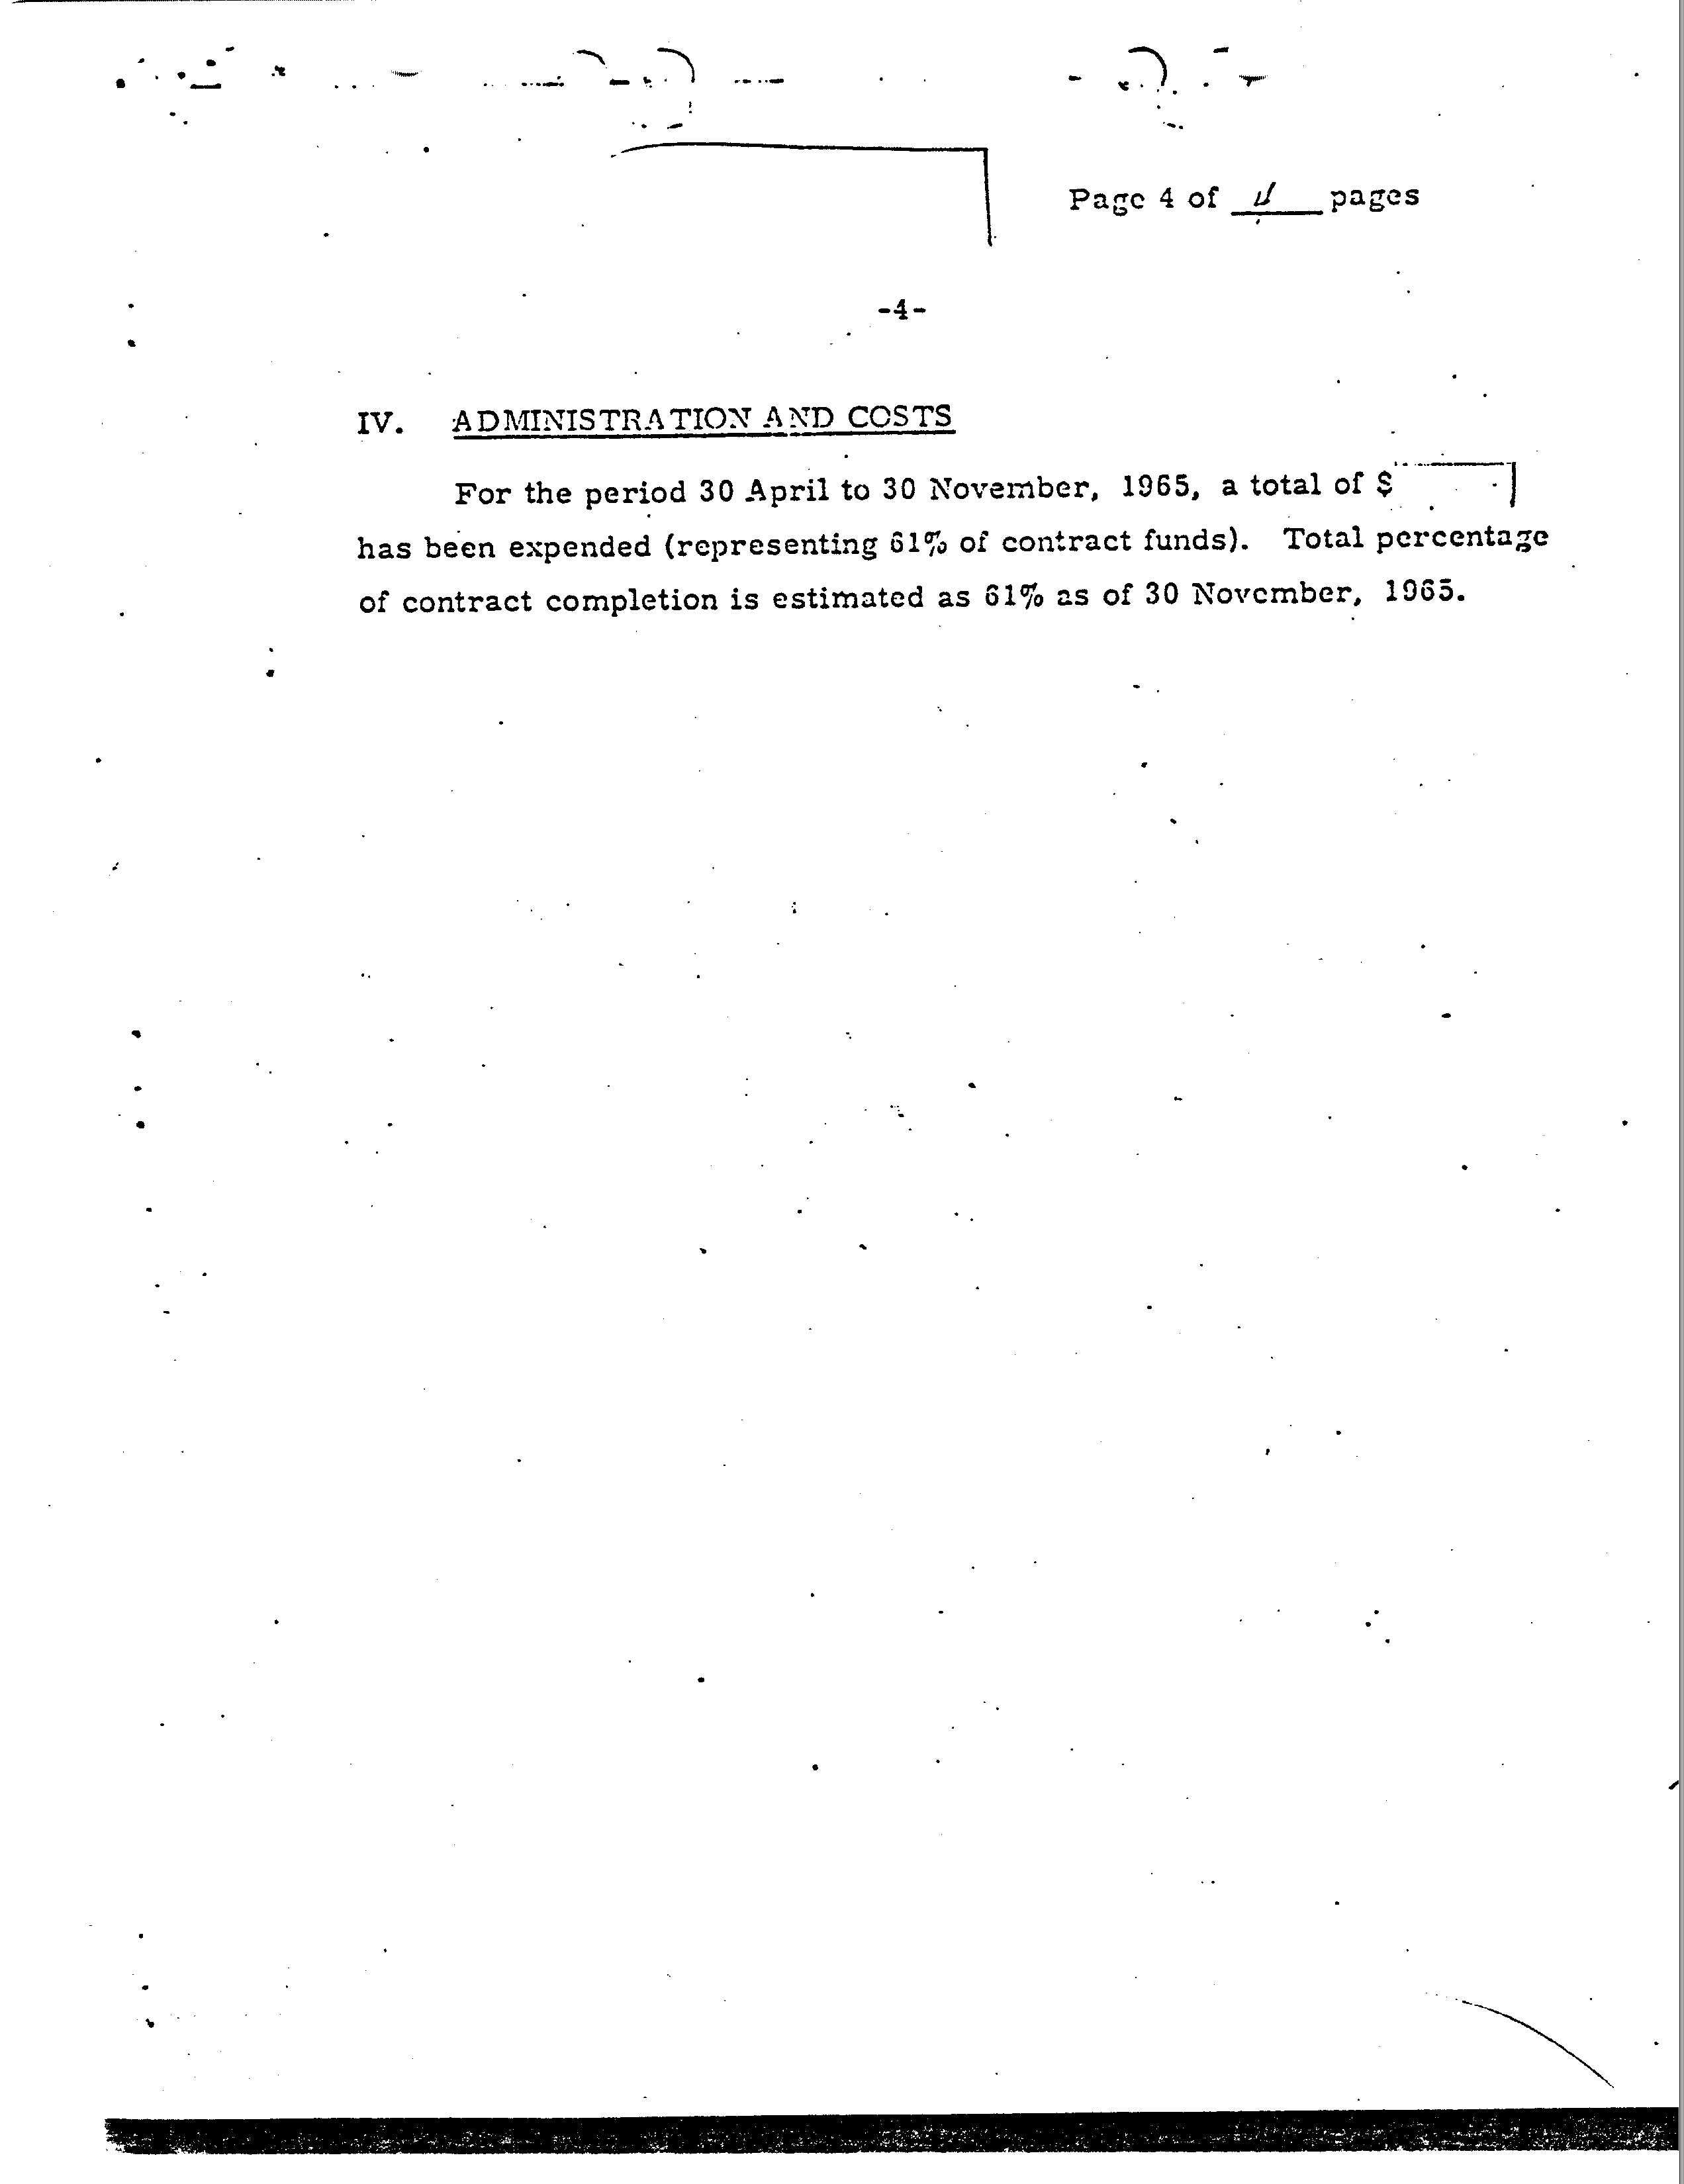 Page 4 of 4 pages
-4-
IV. ADMINISTRATION AND COSTS
For the period 30 April to 30 November, 1965, a total of $
has been expended (representing 61% of contract funds). Total percentage
of contract completion is estimated as 61% as of 30 November, 1965.